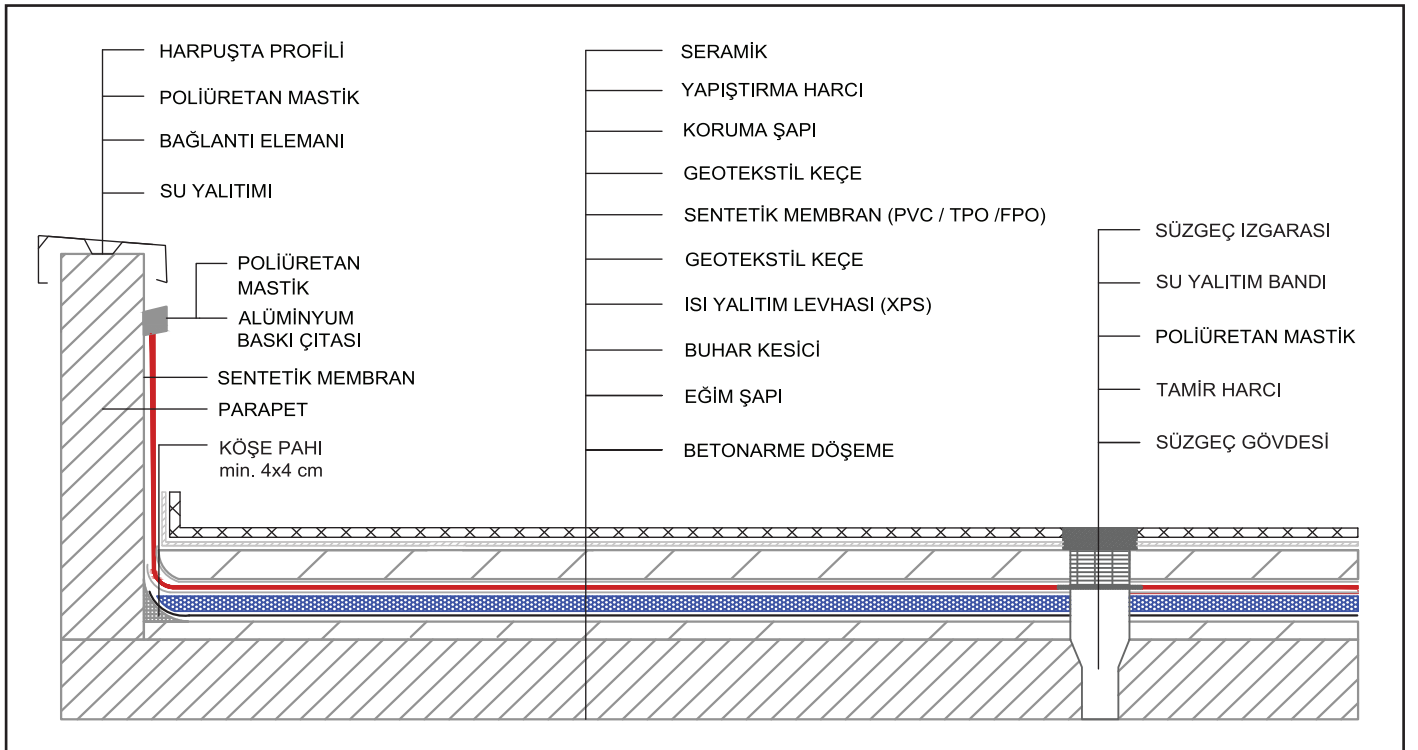 HARPUŞTA PROFİLİ
POLİÜRETAN MASTİK
BAĞLANTI ELEMANI
SU YALITIMI
POLİÜRETAN
MASTİK
ALÜMİNYUM
BASKI ÇITASI
SENTETİK MEMBRAN
PARAPET
KÖŞE PAHI
min. 4x4 cm
SERAMİK
YAPIŞTIRMA HARCI
KORUMA ŞAPI
GEOTEKSTİL KEÇE
SENTETİK MEMBRAN (PVC / TPO /FPO)
GEOTEKSTİL KEÇE
ISI YALITIM LEVHASI (XPS)
BUHAR KESİCİ
EĞİM ŞAPI
BETONARME DÖŞEME
SÜZGEÇ IZGARASI
SU YALITIM BANDI
POLİÜRETAN MASTİK
TAMİR HARCI
SÜZGEÇ GÖVDESİ